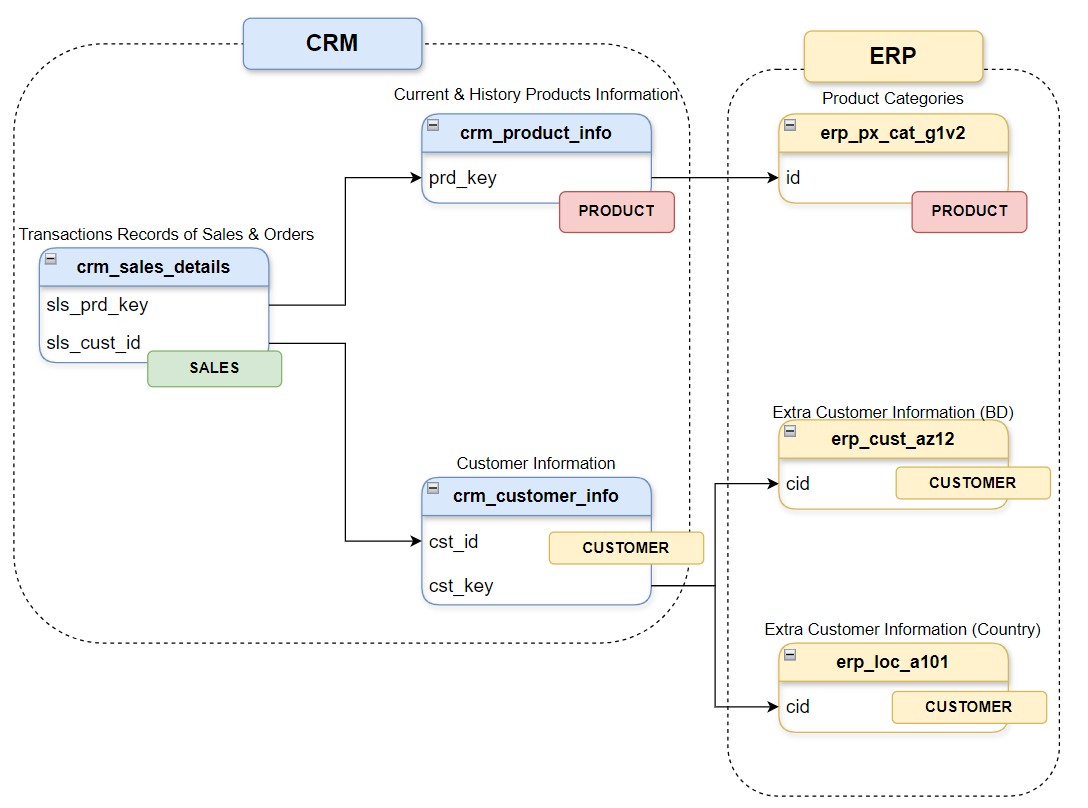 CRM
ERP
Current & History Products Information
Product Categories
crm_product_info
prd_key
PRODUCT
erp_px_cat_g1v2
id
PRODUCT
Transactions Records of Sales & Orders
crm_sales_details
sls_prd_key
sls_cust_id
SALES
Extra Customer Information (BD)
erp_cust_az12
cid
CUSTOMER
Customer Information
crm_customer_info
cst_id
CUSTOMER
cst_key
Extra Customer Information (Country)
erp_loc_a101
cid
CUSTOMER